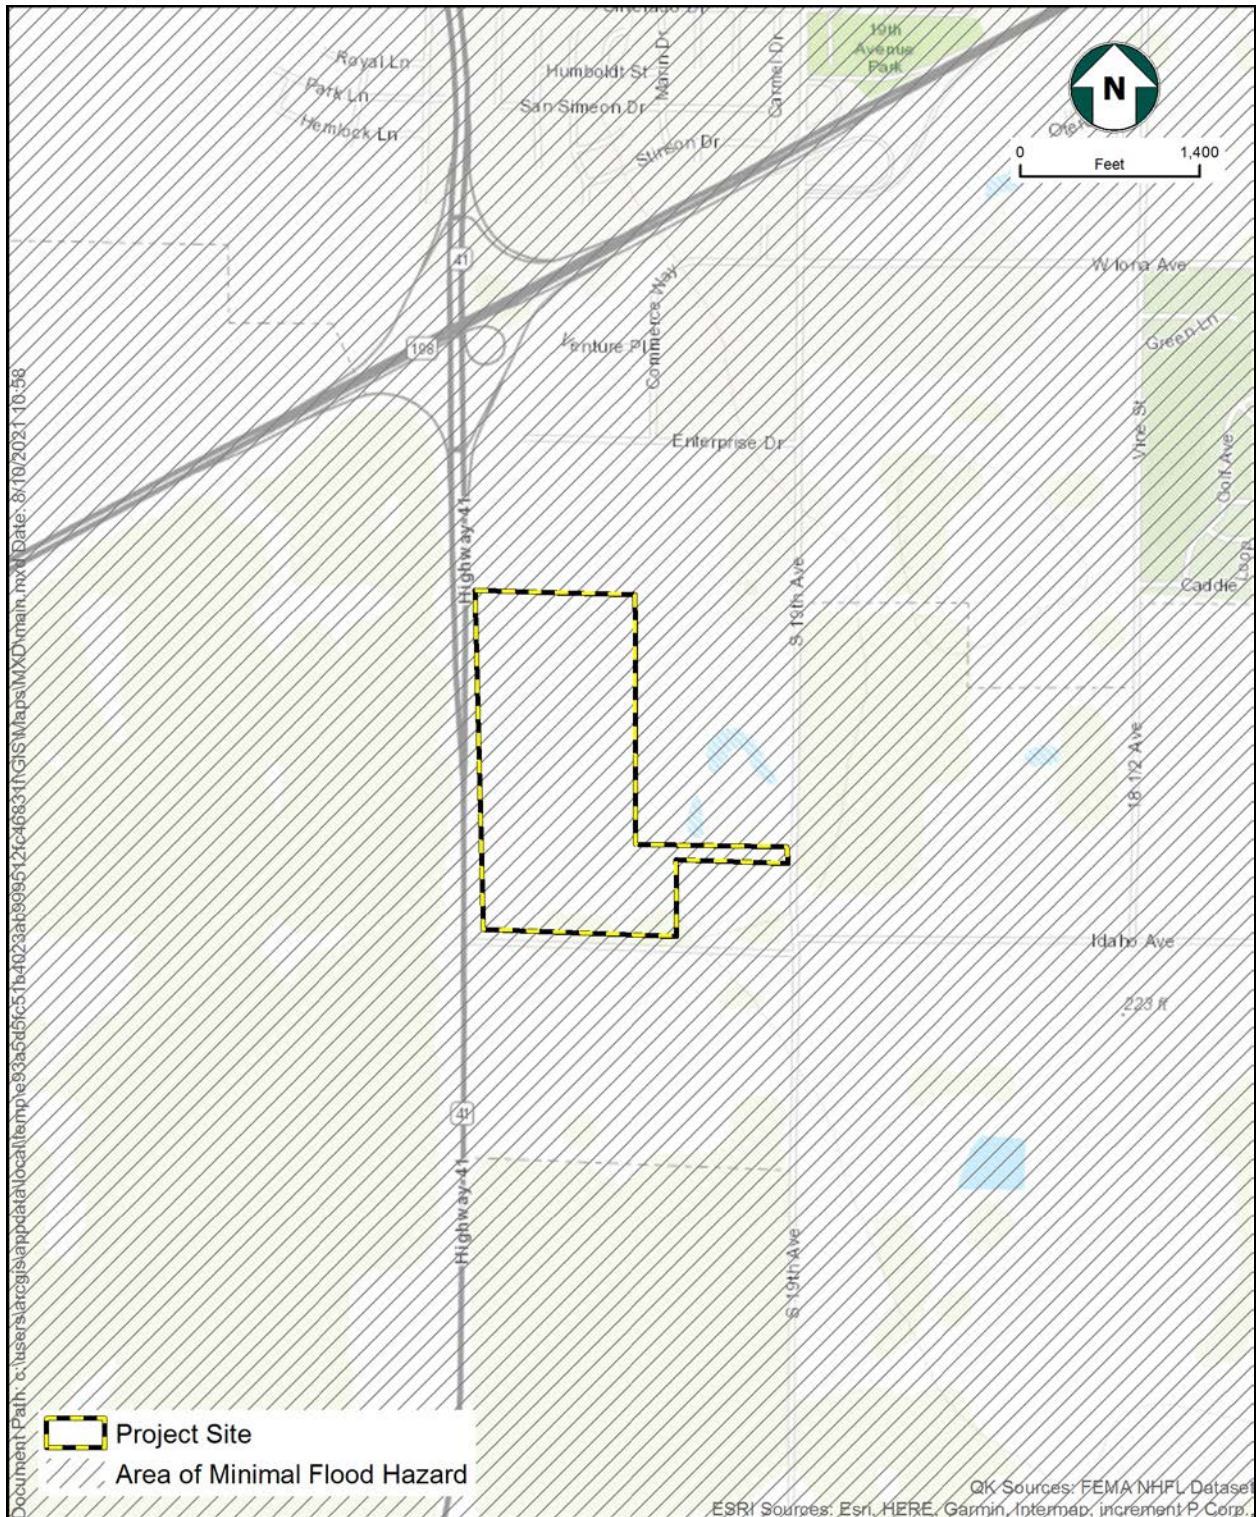 19th
Avenue
Park
N
0 1,400
Feet
Royal Ln
Park Ln
Hemlock Ln
Humboldt St
San Simeon Dr
Stinson Dr
Marin Dr
Carmel Dr
41
W Iona Ave
198
Venture Pl
Commerce Way
Green Ln
Enterprise Dr
Vine St
Golf Ave
Highway 41
S 19th Ave
Caddie
Loop
18 1/2 Ave
Idaho Ave
223 ft
41
Highway 41
S 19th Ave
Project Site
Area of Minimal Flood Hazard
QK Sources: FEMA NHFL Dataset
ESRI Sources: Esri, HERE, Garmin, Intermap, increment P Corp.